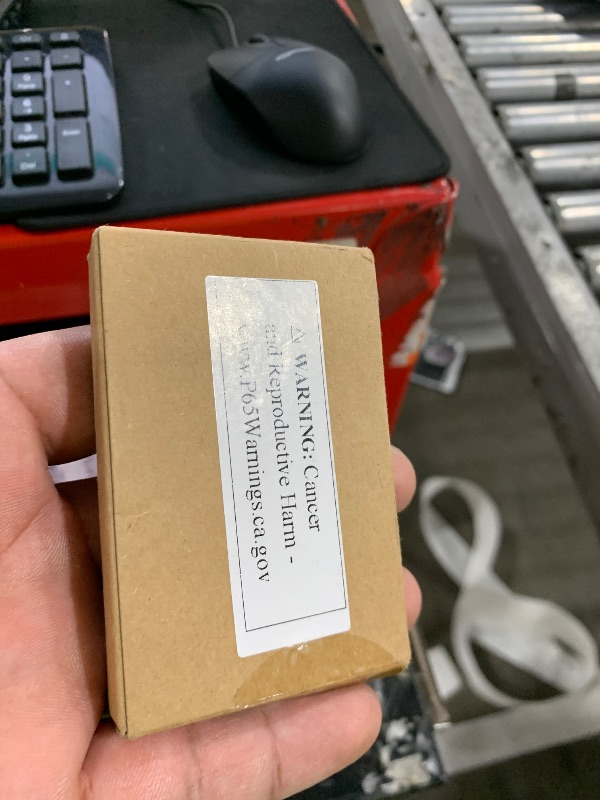 ⚠ WARNING: Cancer
and Reproductive Harm -
www.P65Warnings.ca.gov